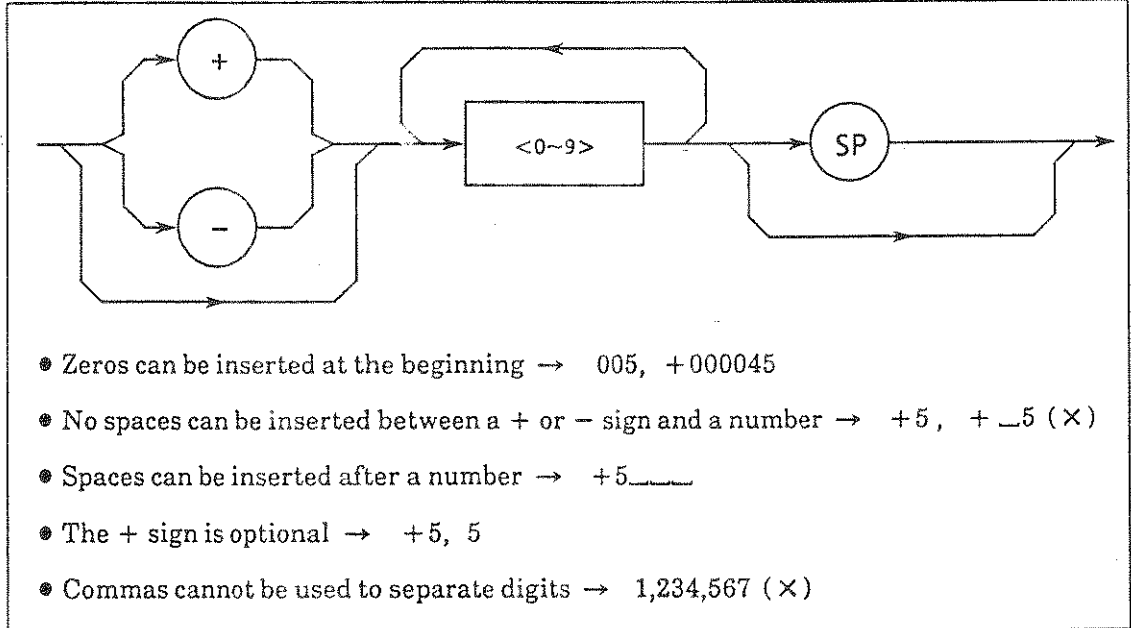 +
<0~9>
SP
−
● Zeros can be inserted at the beginning → 005, +000045
● No spaces can be inserted between a + or − sign and a number → +5, + _5 (×)
● Spaces can be inserted after a number → +5___
● The + sign is optional → +5, 5
● Commas cannot be used to separate digits → 1,234,567 (×)